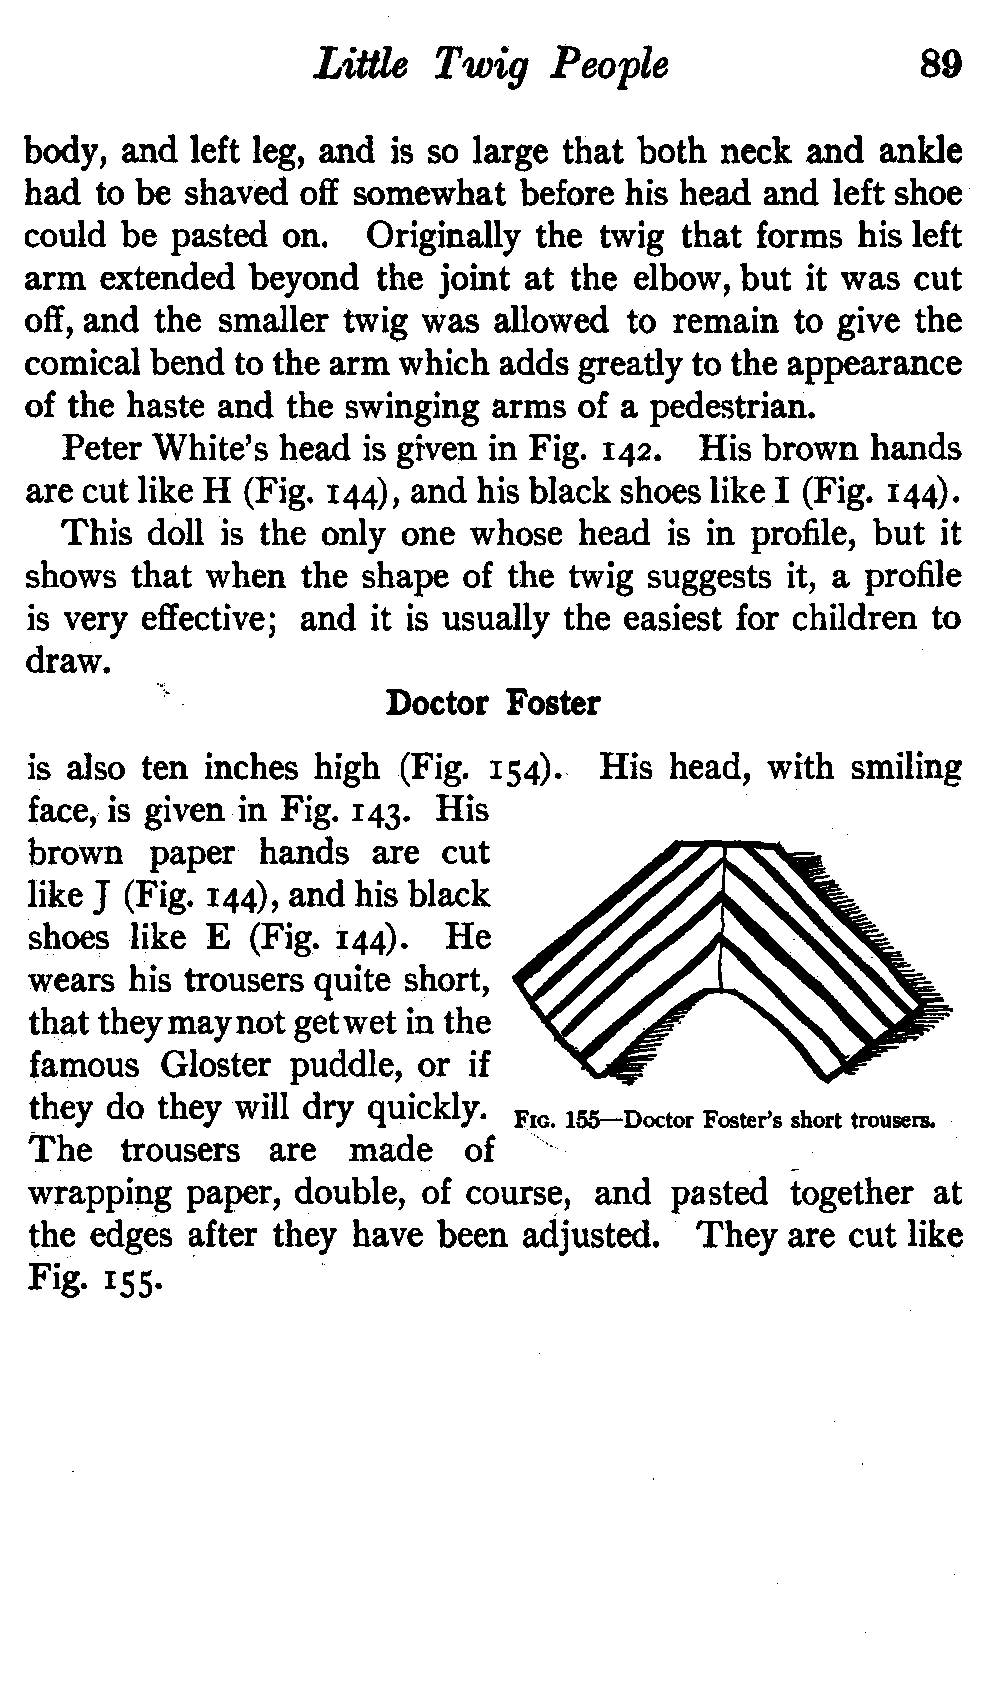 Little Twig People 89
body, and left leg, and is so large that both neck and ankle
had to be shaved off somewhat before his head and left shoe
could be pasted on. Originally the twig that forms his left
arm extended beyond the joint at the elbow, but it was cut
off, and the smaller twig was allowed to remain to give the
comical bend to the arm which adds greatly to the appearance
of the haste and the swinging arms of a pedestrian.
Peter White's head is given in Fig. 142. His brown hands
are cut like H (Fig. 144), and his black shoes like I (Fig. 144).
This doll is the only one whose head is in profile, but it
shows that when the shape of the twig suggests it, a profile
is very effective; and it is usually the easiest for children to
draw.
Doctor Foster
is also ten inches high (Fig. 154). His head, with smiling
face, is given in Fig. 143. His
brown paper hands are cut
like J (Fig. 144), and his black
shoes like E (Fig. 144). He
wears his trousers quite short,
that they may not get wet in the
famous Gloster puddle, or if
they do they will dry quickly.
The trousers are made of
wrapping paper, double, of course, and pasted together at
the edges after they have been adjusted. They are cut like
Fig. 155.
FIG. 155—Doctor Foster's short trousers.